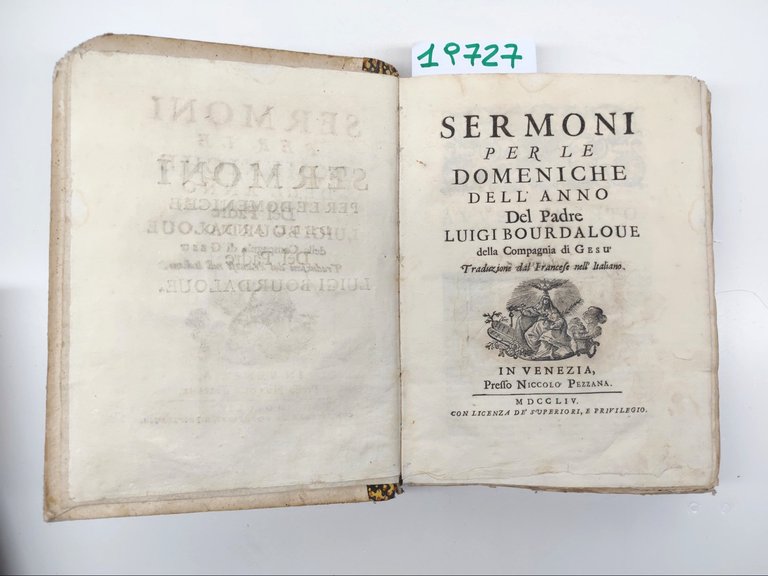 19727
SERMONI
PER LE
DOMENICHE
DELL' ANNO
Del Padre
LUIGI BOURDALOUE
della Compagnia di GESU'
Traduzione dal Francese nell' Italiano.
IN VENEZIA,
Presso NICCOLO' PEZZANA.
MDCCLIV.
CON LICENZA DE' SUPERIORI, E PRIVILEGIO.